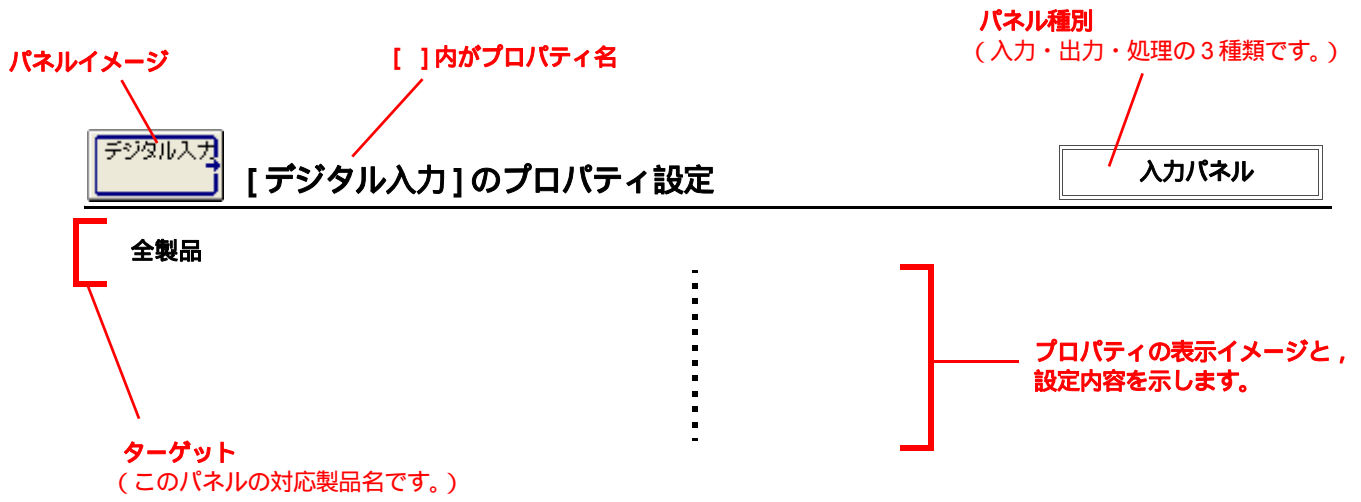 パネル種別
（入力・出力・処理の３種類です。）
パネルイメージ
[　]内がプロパティ名
デジタル入力
[デジタル入力]のプロパティ設定
入力パネル
全製品
プロパティの表示イメージと，
設定内容を示します。
ターゲット
（このパネルの対応製品名です。）